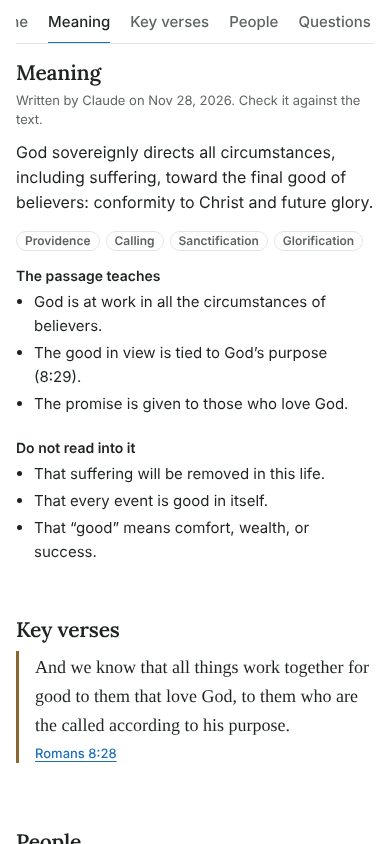 Meaning Key verses People Questions
Meaning
Written by Claude on Nov 28, 2026. Check it against the
text.
God sovereignly directs all circumstances,
including suffering, toward the final good of
believers: conformity to Christ and future glory.
Providence Calling Sanctification Glorification
The passage teaches
• God is at work in all the circumstances of
believers.
• The good in view is tied to God’s purpose
(8:29).
• The promise is given to those who love God.
Do not read into it
• That suffering will be removed in this life.
• That every event is good in itself.
• That “good” means comfort, wealth, or
success.
Key verses
And we know that all things work together for
good to them that love God, to them who are
the called according to his purpose.
Romans 8:28
People